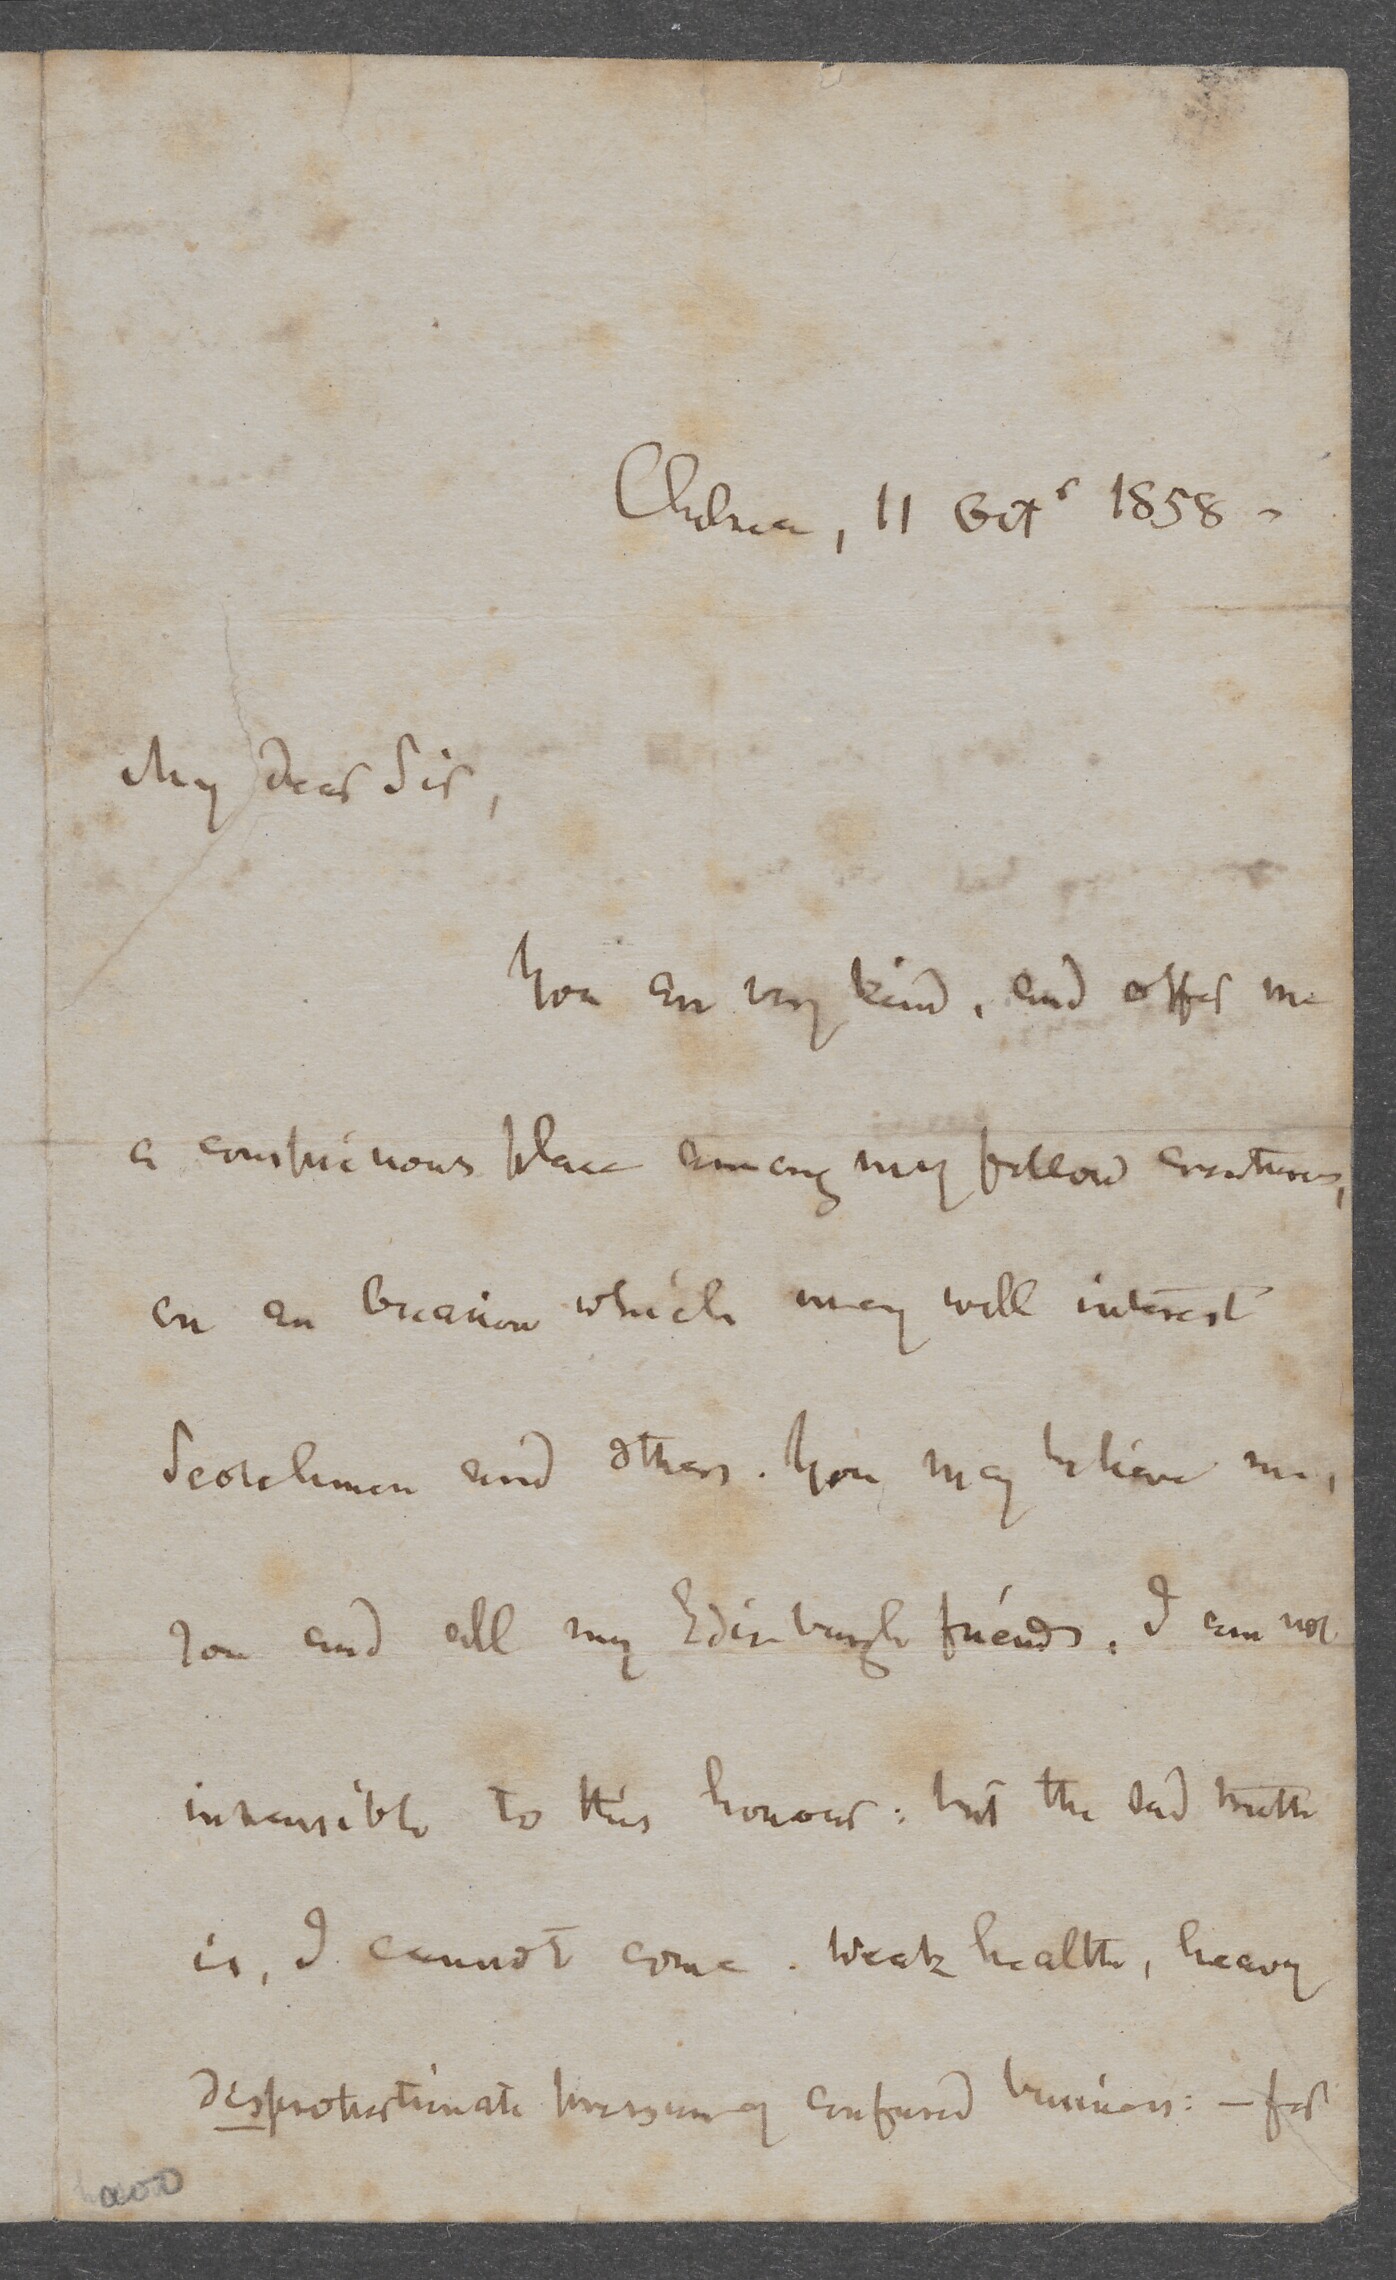 Chelsea, 11 Octr 1858 -
My dear Sir,
You are very kind, and offer me
a conspicuous place among my fellow creatures,
on an occasion which may well interest
Scotchmen and others. You may believe me,
you and all my Edinburgh friends, I am not
insensible to this honour: but the sad truth
is, I cannot come. Weak health, heavy
disproportionate pressure of confused business: — for